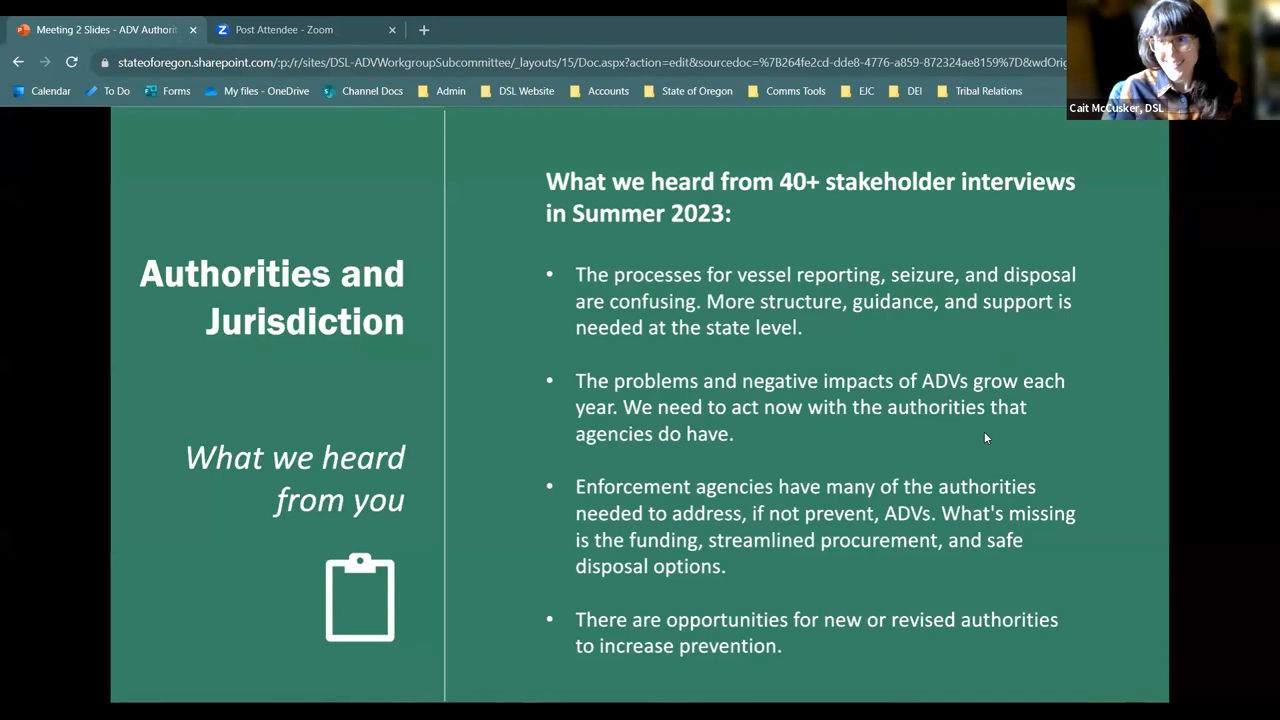 Meeting 2 Slides - ADV Authorit
Post Attendee - Zoom
stateoforegon.sharepoint.com/:p:/r/sites/DSL-ADVWorkgroupSubcommittee/_layouts/15/Doc.aspx?action=edit&sourcedoc=%7B264fe2cd-dde8-4776-a859-872324ae8159%7D&wdOrig
Calendar To Do Forms My files - OneDrive Channel Docs Admin DSL Website Accounts State of Oregon Comms Tools EJC DEI Tribal Relations
Cait McCusker, DSL
Authorities and
Jurisdiction
What we heard
from you
What we heard from 40+ stakeholder interviews
in Summer 2023:
• The processes for vessel reporting, seizure, and disposal
are confusing. More structure, guidance, and support is
needed at the state level.
• The problems and negative impacts of ADVs grow each
year. We need to act now with the authorities that
agencies do have.
• Enforcement agencies have many of the authorities
needed to address, if not prevent, ADVs. What's missing
is the funding, streamlined procurement, and safe
disposal options.
• There are opportunities for new or revised authorities
to increase prevention.